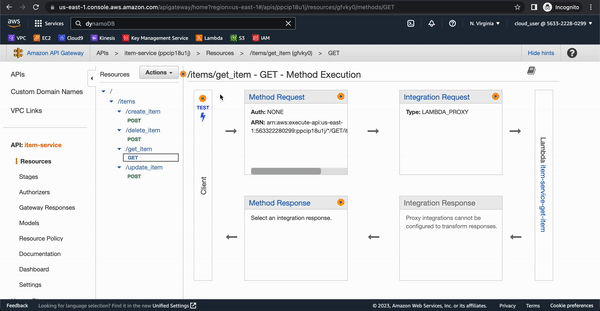 us-east-1.console.aws.amazon.com/apigateway/home?region=us-east-1#/apis/ppcip18u1j/resources/gfvky0/methods/GET
Incognito
aws
Services
dynamoDB
N. Virginia
cloud_user @ 5633-2228-0299
VPC
EC2
Cloud9
Kinesis
Key Management Service
Lambda
S3
IAM
Amazon API Gateway
APIs > item-service (ppcip18u1j) > Resources > /items/get_item (gfvky0) > GET
Hide hints
APIs
Custom Domain Names
VPC Links
API: item-service
Resources
Stages
Authorizers
Gateway Responses
Models
Resource Policy
Documentation
Dashboard
Settings
Resources
Actions
/
/items
/create_item
POST
/delete_item
POST
/get_item
GET
/update_item
POST
/items/get_item - GET - Method Execution
TEST
Client
Method Request
Auth: NONE
ARN: arn:aws:execute-api:us-east-
1:563322280299:ppcip18u1j/*/GET/i
Integration Request
Type: LAMBDA_PROXY
Method Response
Select an integration response.
Integration Response
Proxy integrations cannot be
configured to transform responses.
Lambda item-service-get-item
Feedback
Looking for language selection? Find it in the new Unified Settings
© 2023, Amazon Web Services, Inc. or its affiliates.
Privacy
Terms
Cookie preferences